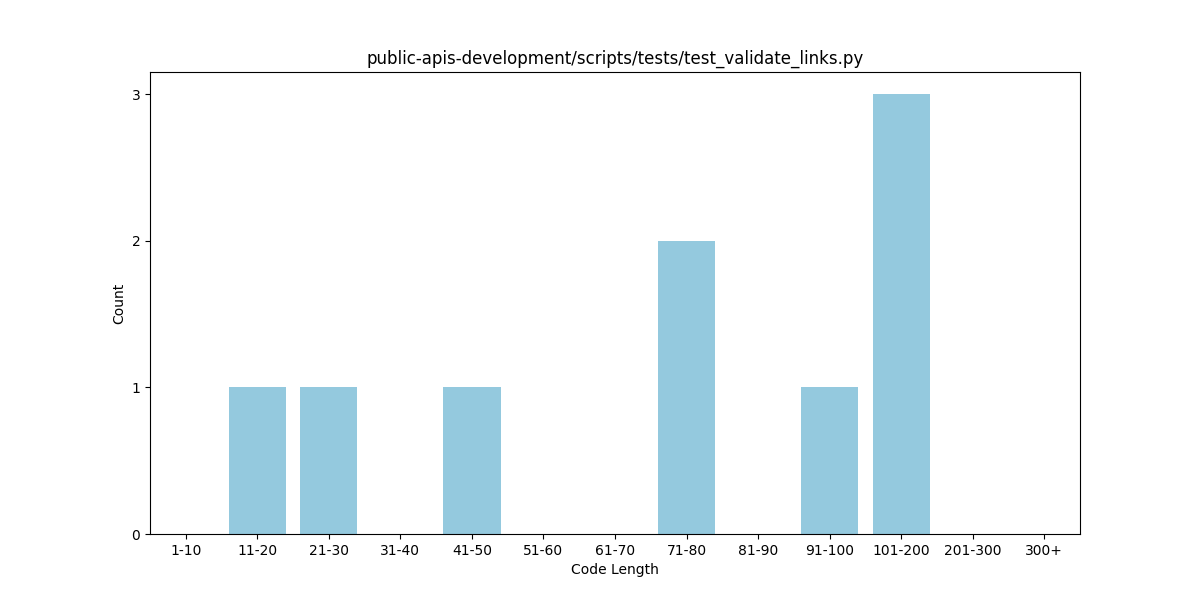 public-apis-development/scripts/tests/test_validate_links.py
3
2
1
0
Count
1-10 11-20 21-30 31-40 41-50 51-60 61-70 71-80 81-90 91-100 101-200 201-300 300+
Code Length